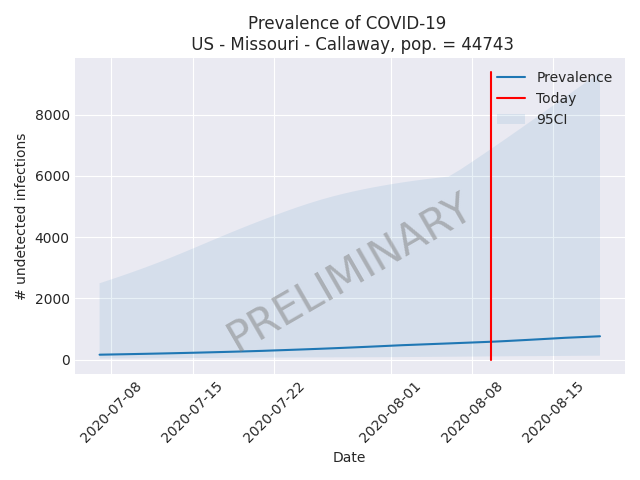 Prevalence of COVID-19
US - Missouri - Callaway, pop. = 44743
Prevalence
Today
95CI
8000
6000
4000
2000
0
# undetected infections
PRELIMINARY
2020-07-08
2020-07-15
2020-07-22
2020-08-01
2020-08-08
2020-08-15
Date